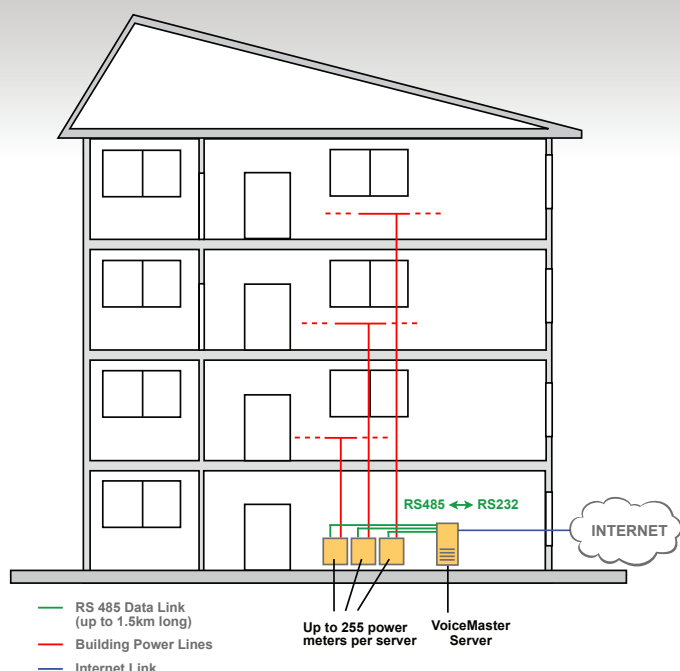 RS485 ↔ RS232
INTERNET
RS 485 Data Link
(up to 1.5km long)
Building Power Lines
Internet Link
Up to 255 power
meters per server
VoiceMaster
Server